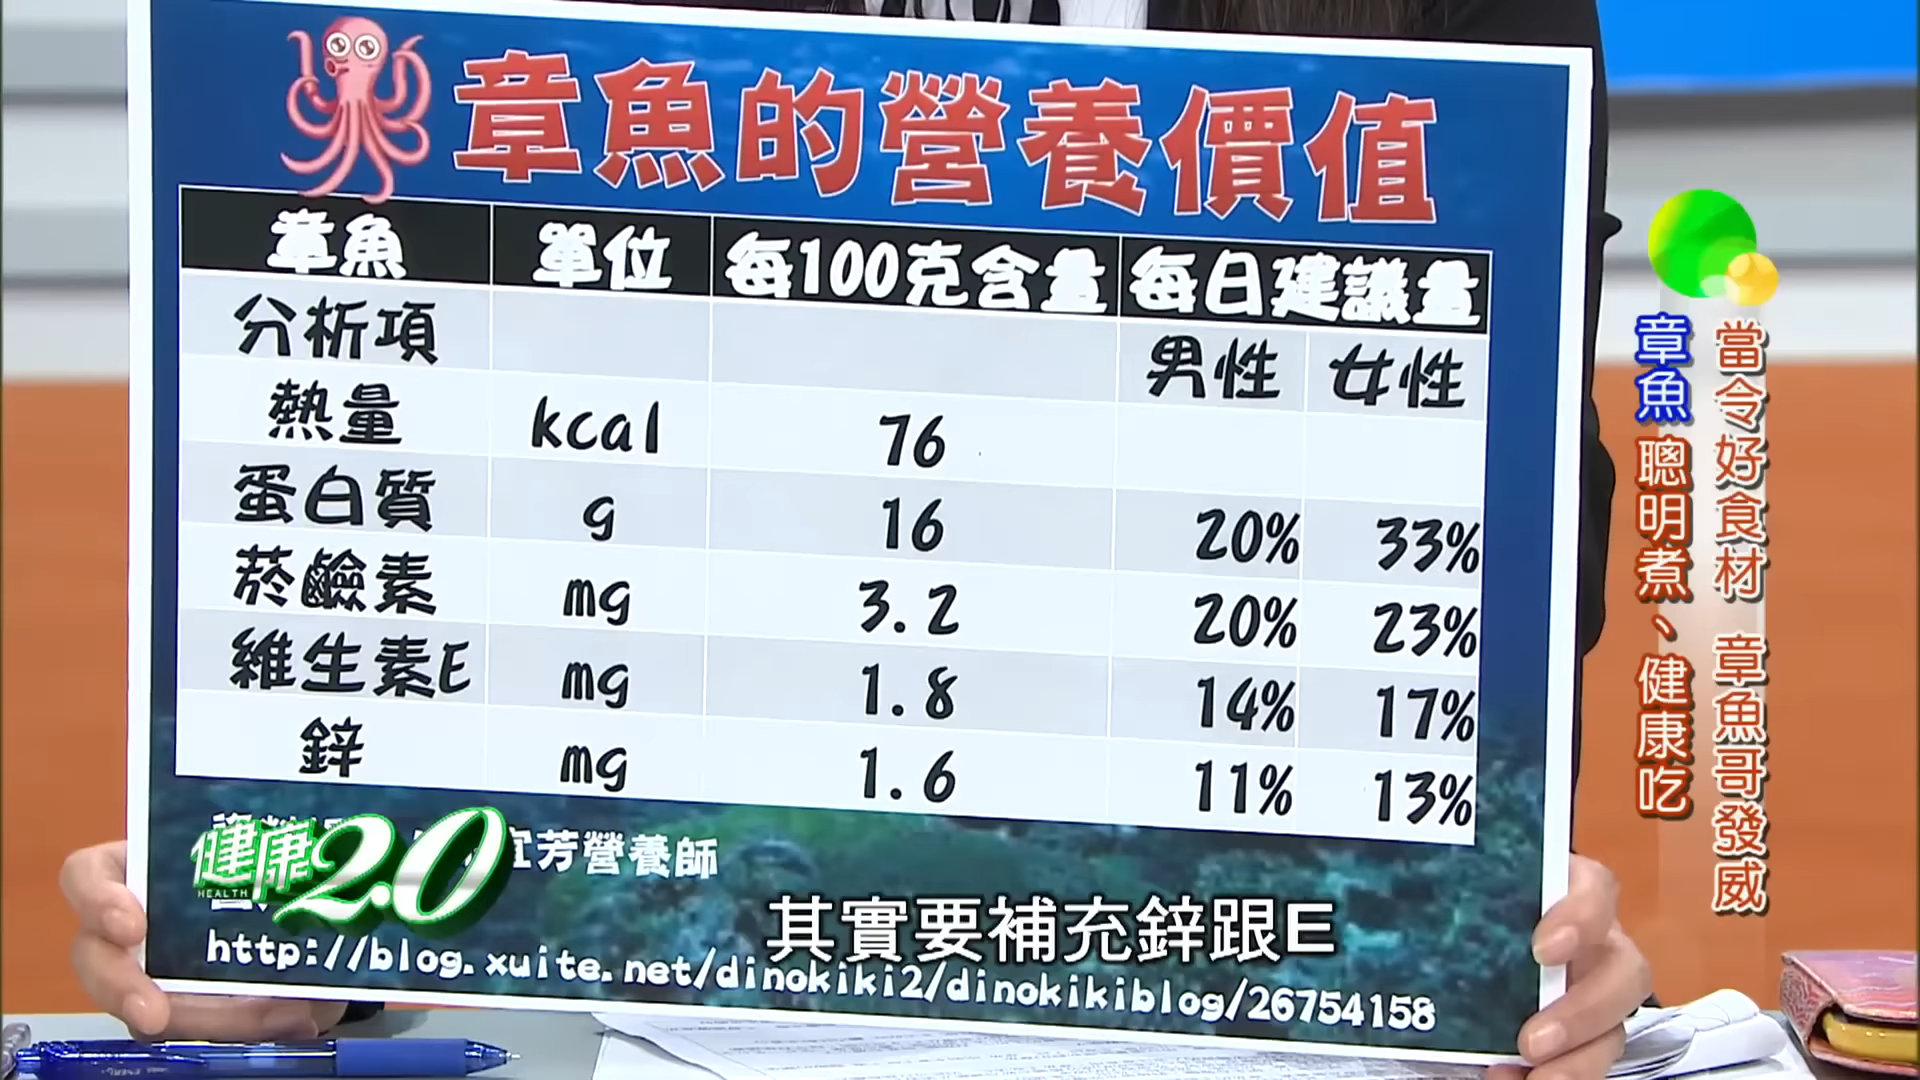 章魚的營養價值
章魚 單位 每100克含量 每日建議量
分析項 男性 女性
熱量 kcal 76
蛋白質 g 16 20% 33%
菸鹼素 mg 3.2 20% 23%
維生素E mg 1.8 14% 17%
鋅 mg 1.6 11% 13%
宜芳營養師
http://blog.xuite.net/dinokiki2/dinokikiblog/26754158
健康2.0
HEALTH
其實要補充鋅跟E
當令好食材 章魚哥發威
章魚聰明煮、健康吃